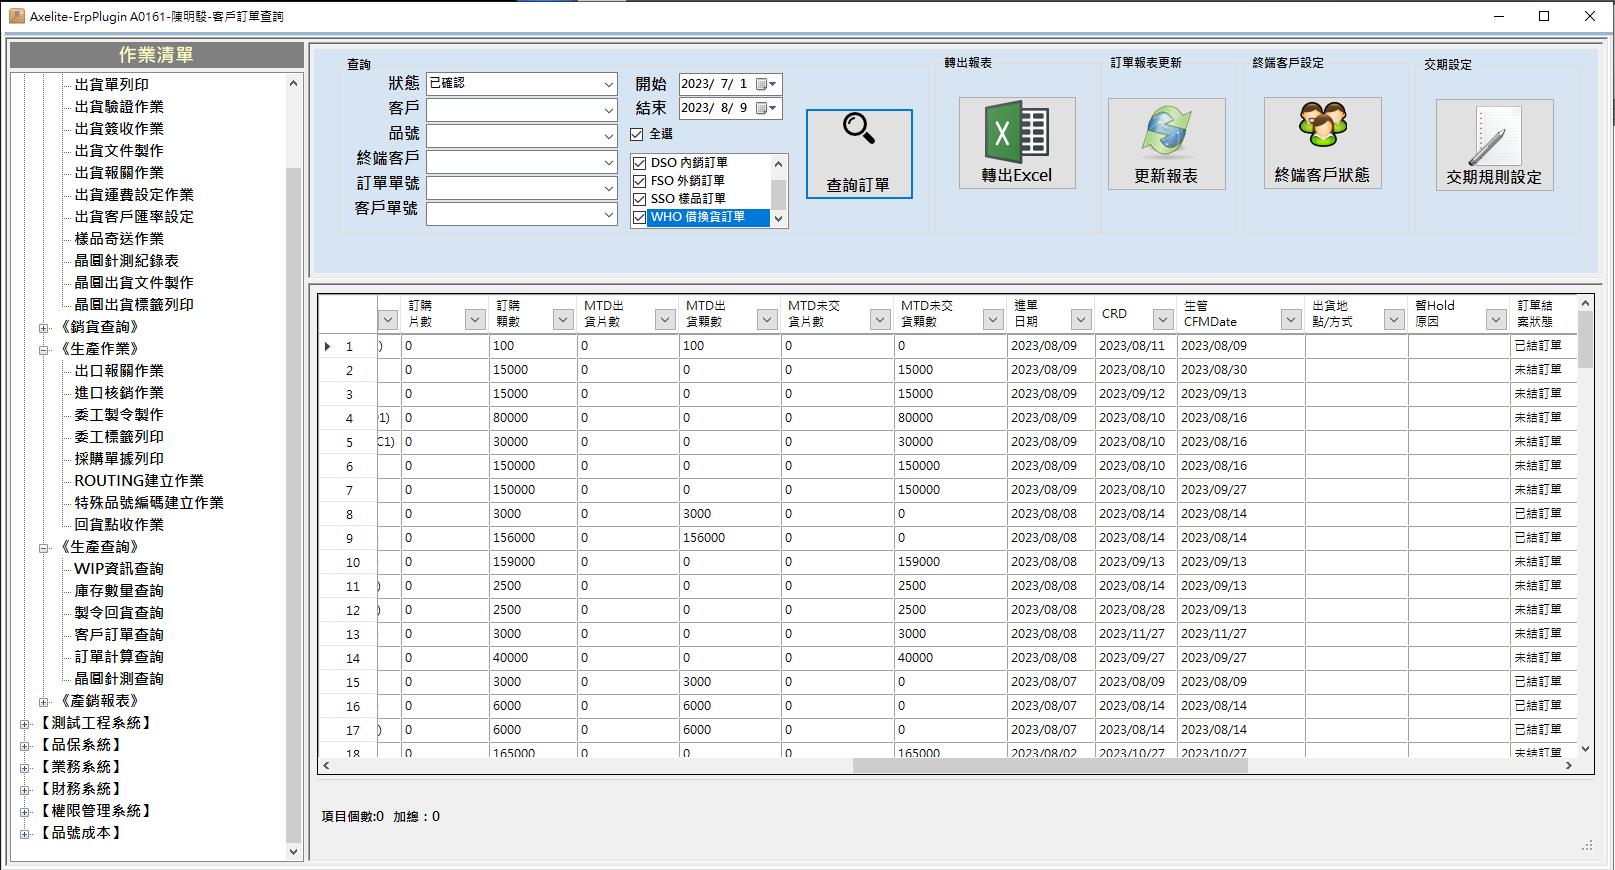 Axelite-ErpPlugin A0161-陳明駿-客戶訂單查詢
作業清單
出貨單列印
出貨驗證作業
出貨簽收作業
出貨文件製作
出貨報關作業
出貨運費設定作業
出貨客戶匯率設定
樣品寄送作業
晶圓針測紀錄表
晶圓出貨文件製作
晶圓出貨標籤列印
《銷貨查詢》
《生產作業》
出口報關作業
進口核銷作業
委工製令製作
委工標籤列印
採購單據列印
ROUTING建立作業
特殊品號編碼建立作業
回貨點收作業
《生產查詢》
WIP資訊查詢
庫存數量查詢
製令回貨查詢
客戶訂單查詢
訂單計算查詢
晶圓針測查詢
《產銷報表》
【測試工程系統】
【品保系統】
【業務系統】
【財務系統】
【權限管理系統】
【品號成本】
查詢
狀態 已確認
客戶
品號
終端客戶
訂單單號
客戶單號
開始 2023/ 7/ 1
結束 2023/ 8/ 9
全選
DSO 內銷訂單
FSO 外銷訂單
SSO 樣品訂單
WHO 借換貨訂單
查詢訂單
轉出報表
轉出Excel
訂單報表更新
更新報表
終端客戶設定
終端客戶狀態
交期設定
交期規則設定
訂購片數 訂購顆數 MTD出貨片數 MTD出貨顆數 MTD未交貨片數 MTD未交貨顆數 進單日期 CRD 生管CFMDate 出貨地點/方式 暫Hold原因 訂單結案狀態
1 ) 0 100 0 100 0 0 2023/08/09 2023/08/11 2023/08/09 已結訂單
2 0 15000 0 0 0 15000 2023/08/09 2023/08/10 2023/08/30 未結訂單
3 0 15000 0 0 0 15000 2023/08/09 2023/09/12 2023/09/13 未結訂單
4 1) 0 80000 0 0 0 80000 2023/08/09 2023/08/10 2023/08/16 未結訂單
5 C1) 0 30000 0 0 0 30000 2023/08/09 2023/08/10 2023/08/16 未結訂單
6 0 150000 0 0 0 150000 2023/08/09 2023/08/10 2023/08/16 未結訂單
7 0 150000 0 0 0 150000 2023/08/09 2023/08/10 2023/09/27 未結訂單
8 0 3000 0 3000 0 0 2023/08/08 2023/08/14 2023/08/14 已結訂單
9 0 156000 0 156000 0 0 2023/08/08 2023/08/14 2023/08/14 已結訂單
10 0 159000 0 0 0 159000 2023/08/08 2023/09/13 2023/09/13 未結訂單
11 ) 0 2500 0 0 0 2500 2023/08/08 2023/08/14 2023/09/13 未結訂單
12 ) 0 2500 0 0 0 2500 2023/08/08 2023/08/28 2023/09/13 未結訂單
13 0 3000 0 0 0 3000 2023/08/08 2023/11/27 2023/11/27 未結訂單
14 0 40000 0 0 0 40000 2023/08/08 2023/09/27 2023/09/27 未結訂單
15 0 3000 0 3000 0 0 2023/08/07 2023/08/09 2023/08/09 已結訂單
16 0 6000 0 6000 0 0 2023/08/07 2023/08/14 2023/08/14 已結訂單
17 ) 0 6000 0 6000 0 0 2023/08/07 2023/08/14 2023/08/14 已結訂單
18 0 165000 0 0 0 165000 2023/08/02 2023/10/27 2023/10/27 未結訂單
項目個數:0 加總：0